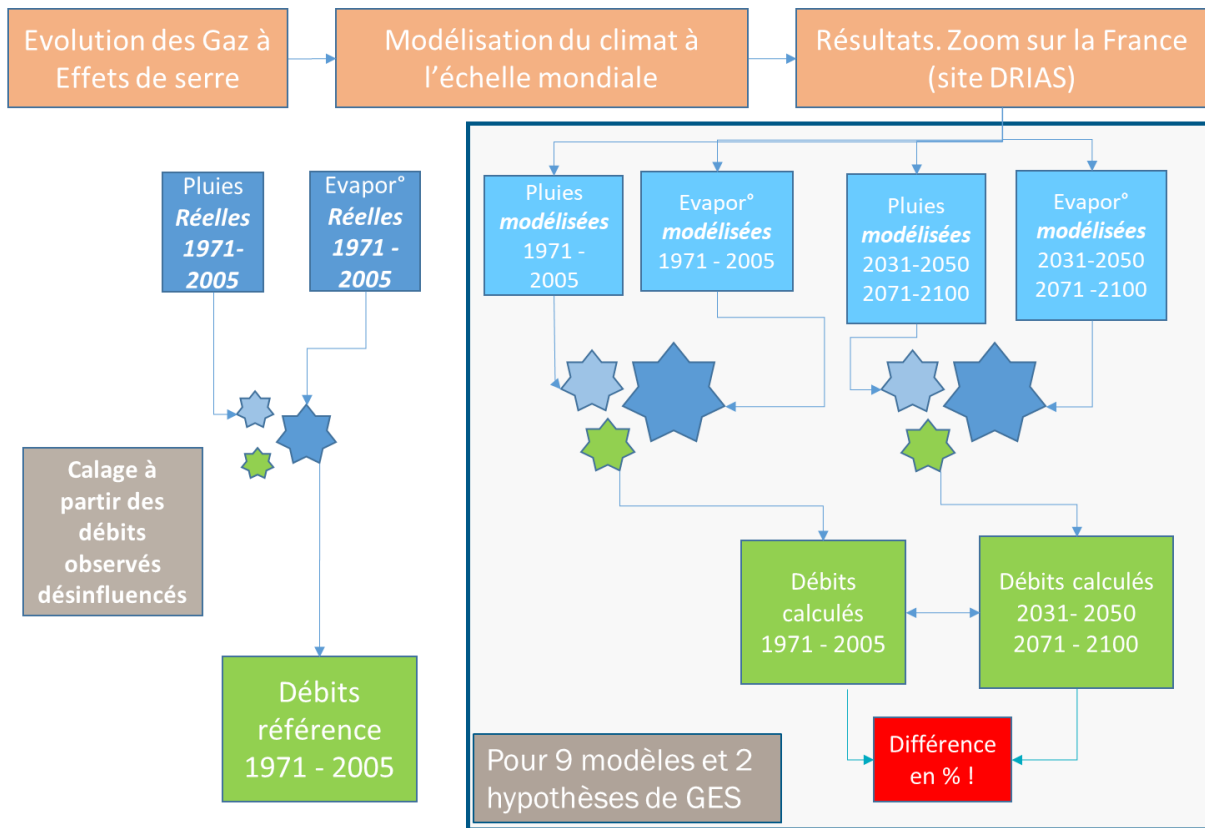 Evolution des Gaz à
Effets de serre
Modélisation du climat à
l'échelle mondiale
Résultats. Zoom sur la France
(site DRIAS)
Pluies
Réelles
1971-
2005
Evapor°
Réelles
1971 -
2005
Pluies
modélisées
1971 -
2005
Evapor°
modélisées
1971 - 2005
Pluies
modélisées
2031-2050
2071-2100
Evapor°
modélisées
2031-2050
2071 -2100
Calage à
partir des
débits
observés
désinfluencés
Débits
référence
1971 - 2005
Débits
calculés
1971 - 2005
Débits calculés
2031- 2050
2071 - 2100
Pour 9 modèles et 2
hypothèses de GES
Différence
en % !